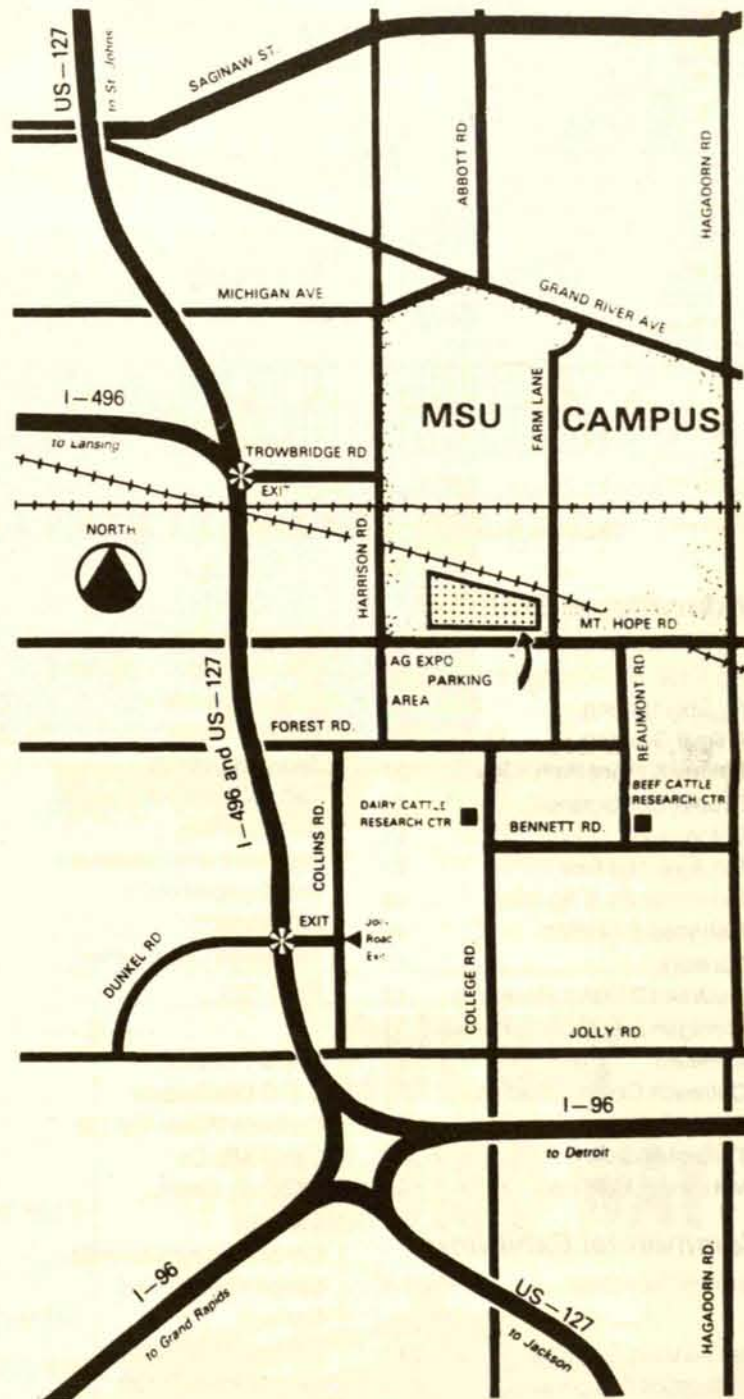 US-127
to St. Johns
SAGINAW ST.
ABBOTT RD
HAGADORN RD
MICHIGAN AVE
GRAND RIVER AVE
I-496
to Lansing
MSU CAMPUS
FARM LANE
TROWBRIDGE RD
EXIT
NORTH
HARRISON RD
MT. HOPE RD
AG EXPO
PARKING
AREA
BEAUMONT RD
I-496 and US-127
FOREST RD.
COLLINS RD.
DAIRY CATTLE
RESEARCH CTR
BEEF CATTLE
RESEARCH CTR
BENNETT RD.
EXIT
Road
Exit
DUNKEL RD
COLLEGE RD.
JOLLY RD
I-96
to Detroit
I-96
to Grand Rapids
US-127
to Jackson
HAGADORN RD.